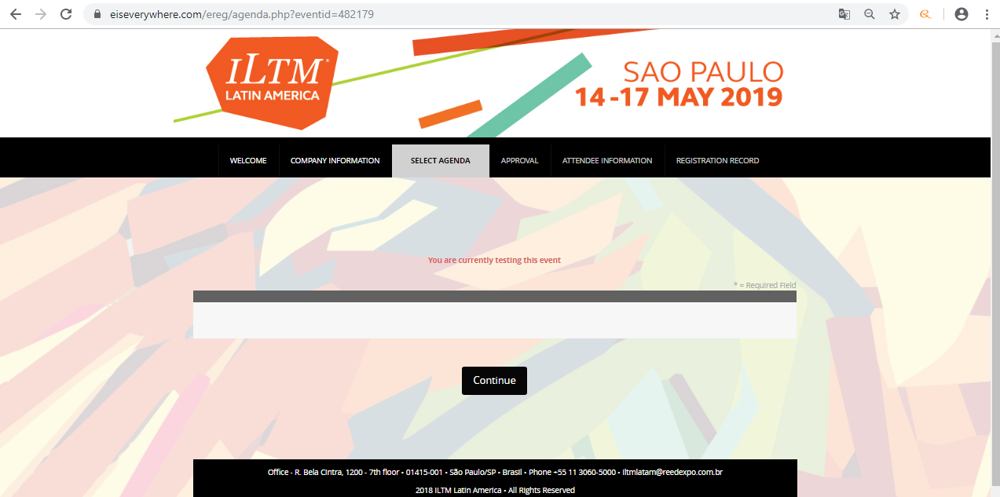 eiseverywhere.com/ereg/agenda.php?eventid=482179
ILTM®
LATIN AMERICA
SAO PAULO
14 -17 MAY 2019
WELCOME
COMPANY INFORMATION
SELECT AGENDA
APPROVAL
ATTENDEE INFORMATION
REGISTRATION RECORD
You are currently testing this event
* = Required Field
Continue
Office - R. Bela Cintra, 1200 - 7th floor • 01415-001 • São Paulo/SP • Brasil • Phone +55 11 3060-5000 • iltmlatam@reedexpo.com.br
2018 ILTM Latin America • All Rights Reserved